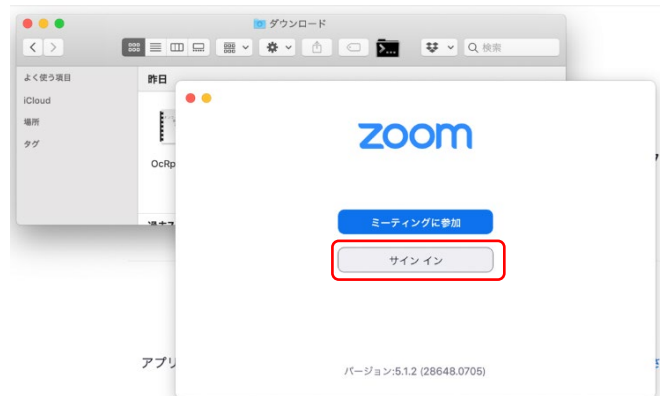 ダウンロード
検索
よく使う項目
昨日
iCloud
場所
タグ
OcRp
zoom
ミーティングに参加
サイン イン
アプリ
バージョン:5.1.2 (28648.0705)